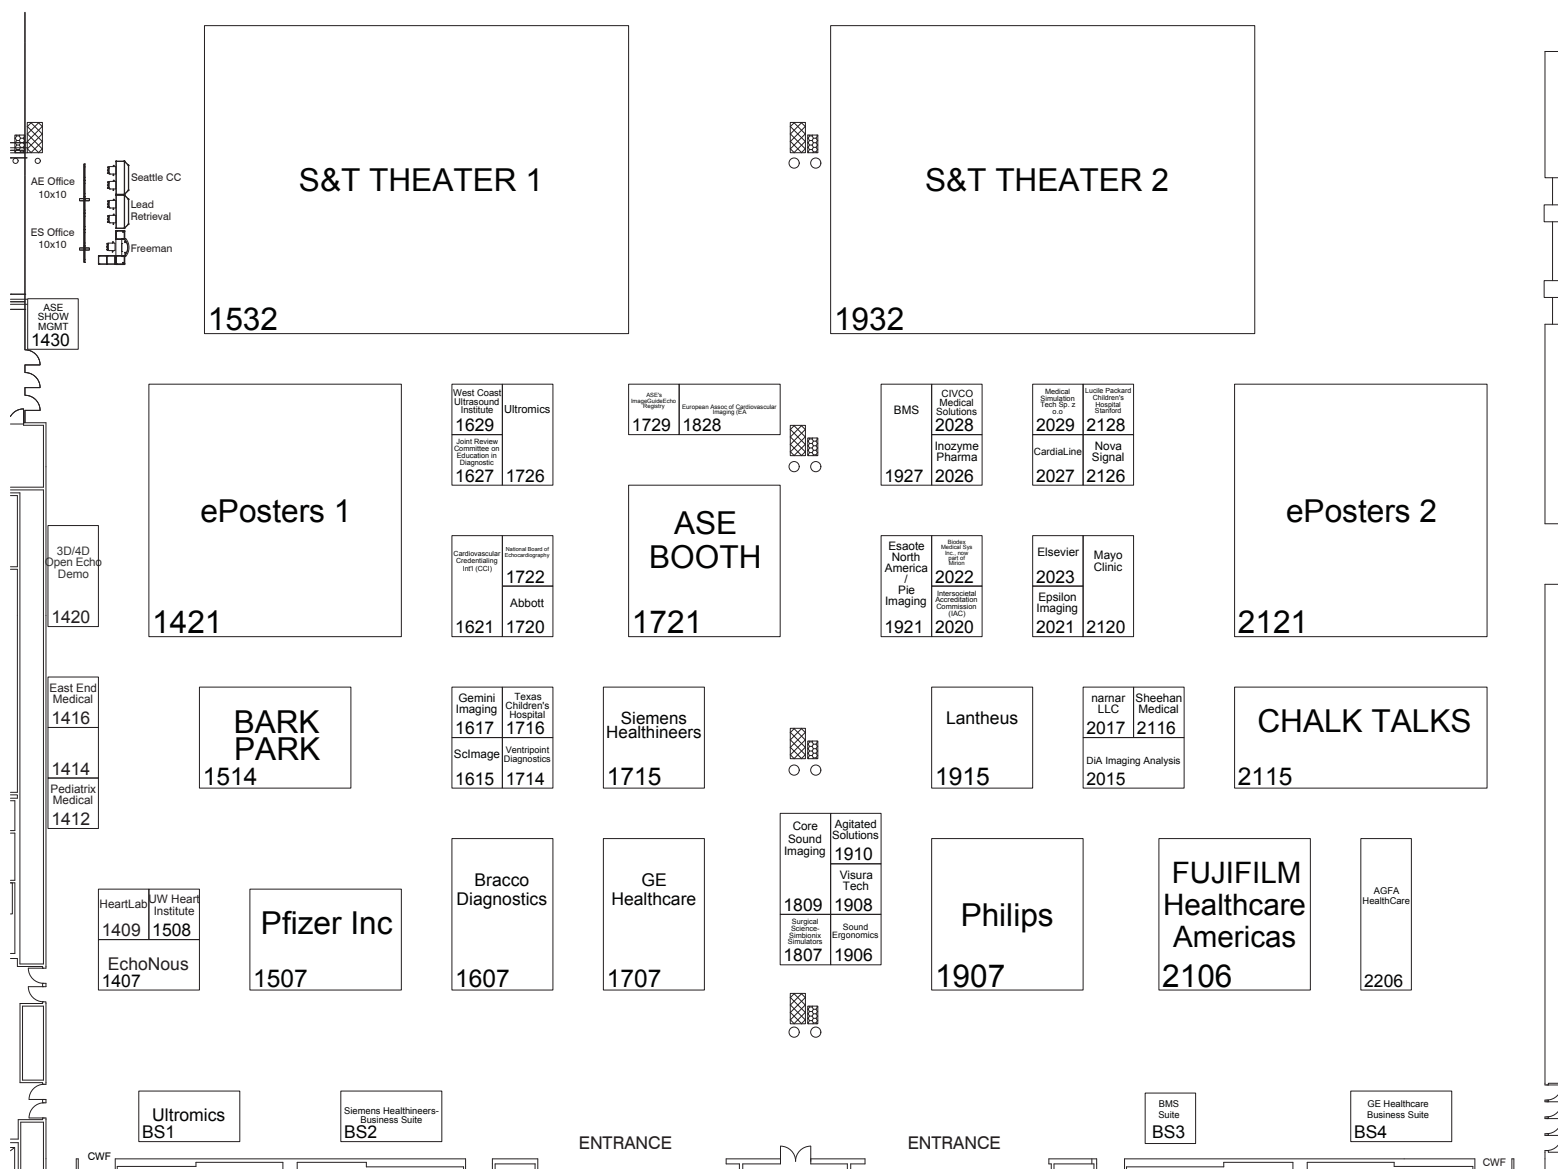 S&T THEATER 1
1532
S&T THEATER 2
1932
AE Office
10x10
ES Office
10x10
Seattle CC
Lead
Retrieval
Freeman
ASE
SHOW
MGMT
1430
ePosters 1
1421
West Coast
Ultrasound
Institute
1629
Ultromics
1726
Joint Review
Committee on
Education in
Diagnostic
1627
ASE's
ImageGuideEcho
Registry
1729
European Assoc of Cardiovascular
Imaging (EA
1828
BMS
1927
CIVCO
Medical
Solutions
2028
Inozyme
Pharma
2026
Medical
Simulation
Tech Sp. z
o.o
2029
Lucile Packard
Children's
Hospital
Stanford
2128
CardiaLine
2027
Nova
Signal
2126
ePosters 2
2121
3D/4D
Open Echo
Demo
1420
Cardiovascular
Credentialing
Int'l (CCI)
1621
National Board of
Echocardiography
1722
Abbott
1720
ASE
BOOTH
1721
Esaote
North
America
/
Pie
Imaging
1921
Biodex
Medical Sys
Inc., now
part of
Mirion
2022
Intersocietal
Accreditation
Commission
(IAC)
2020
Elsevier
2023
Epsilon
Imaging
2021
Mayo
Clinic
2120
East End
Medical
1416
1414
Pediatrix
Medical
1412
BARK
PARK
1514
Gemini
Imaging
1617
Texas
Children's
Hospital
1716
ScImage
1615
Ventripoint
Diagnostics
1714
Siemens
Healthineers
1715
Lantheus
1915
narnar
LLC
2017
Sheehan
Medical
2116
DiA Imaging Analysis
2015
CHALK TALKS
2115
HeartLab
1409
UW Heart
Institute
1508
EchoNous
1407
Pfizer Inc
1507
Bracco
Diagnostics
1607
GE
Healthcare
1707
Core
Sound
Imaging
1809
Agitated
Solutions
1910
Visura
Tech
1908
Surgical
Science-
Simbionix
Simulators
1807
Sound
Ergonomics
1906
Philips
1907
FUJIFILM
Healthcare
Americas
2106
AGFA
HealthCare
2206
Ultromics
BS1
Siemens Healthineers-
Business Suite
BS2
ENTRANCE
ENTRANCE
BMS
Suite
BS3
GE Healthcare
Business Suite
BS4
CWF
CWF